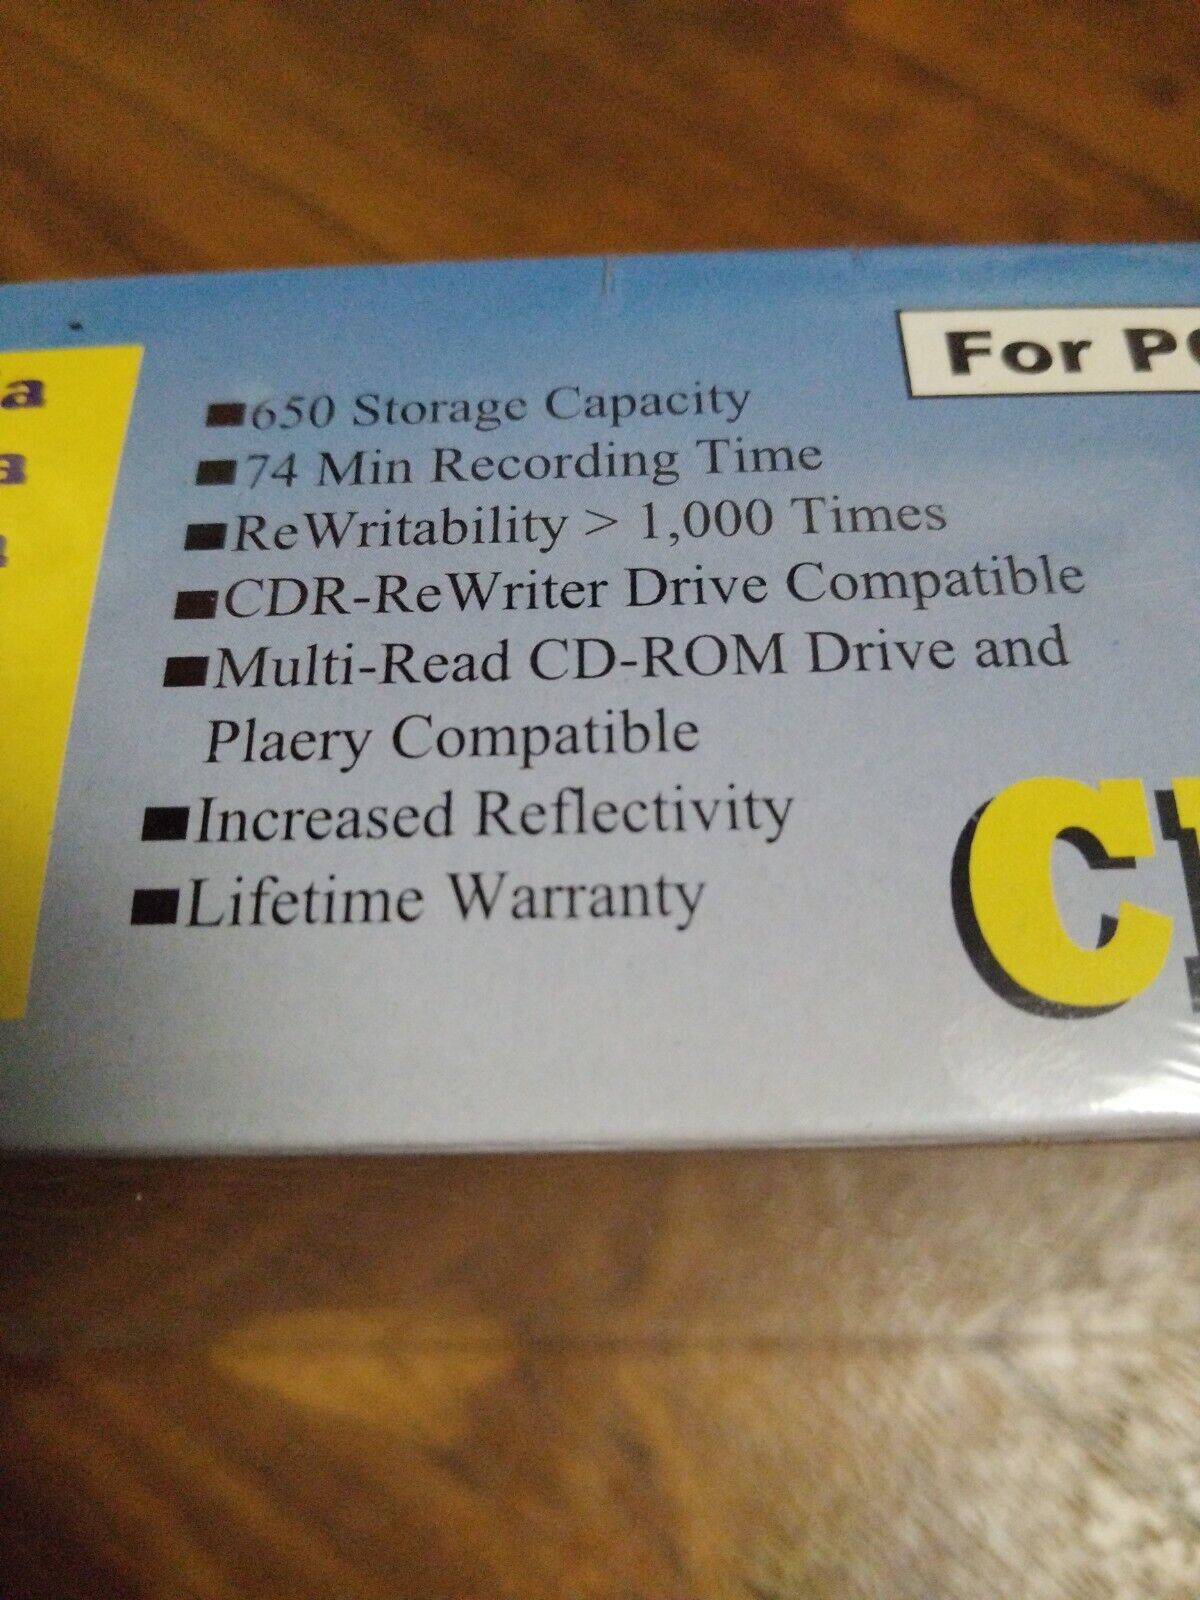 For
650 Storage Capacity
74 Min Recording Time
ReWritability > 1,000 Times
CDR-ReWriter Drive Compatible
Multi-Read CD-ROM Drive and
Plaery Compatible
Increased Reflectivity
Lifetime Warranty